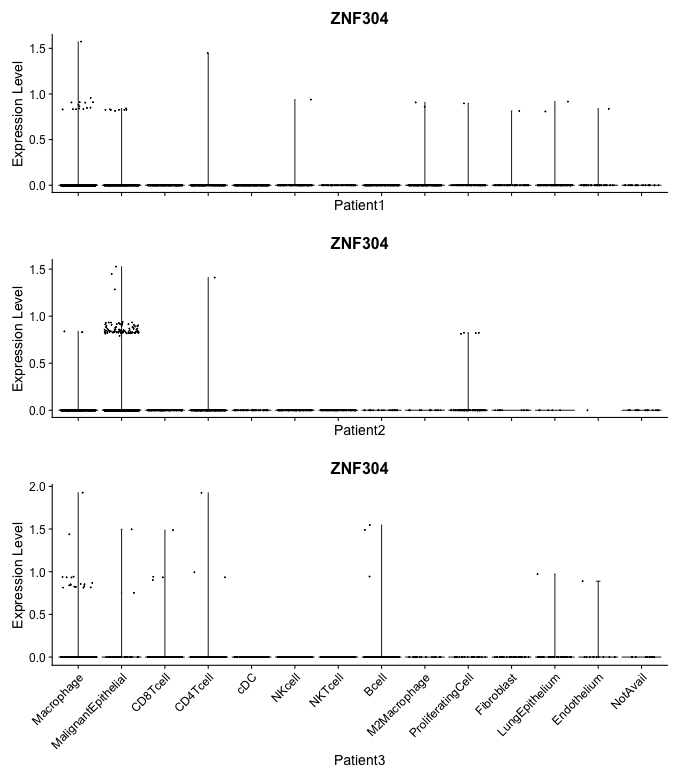 ZNF304
Expression Level
1.5
1.0
0.5
0.0
Patient1
ZNF304
Expression Level
1.5
1.0
0.5
0.0
Patient2
ZNF304
Expression Level
2.0
1.5
1.0
0.5
0.0
Macrophage
MalignantEpithelial
CD8Tcell
CD4Tcell
cDC
NKcell
NKTcell
Bcell
M2Macrophage
ProliferatingCell
Fibroblast
LungEpithelium
Endothelium
NotAvail
Patient3